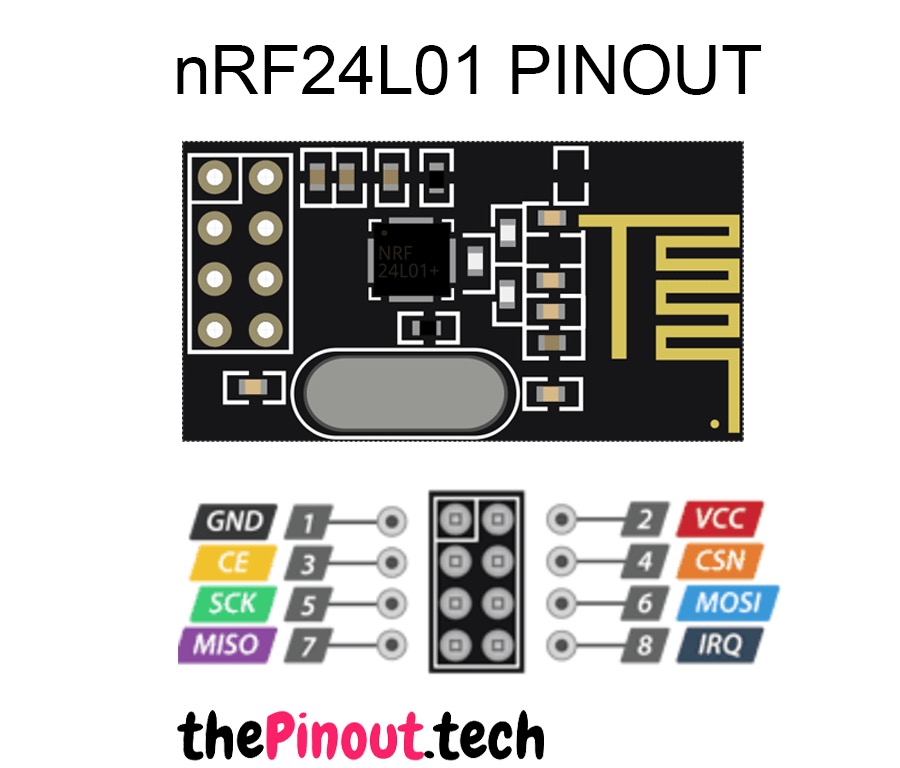 nRF24L01 PINOUT
NRF
24L01+
GND 1 2 VCC
CE 3 4 CSN
SCK 5 6 MOSI
MISO 7 8 IRQ
thePinout.tech